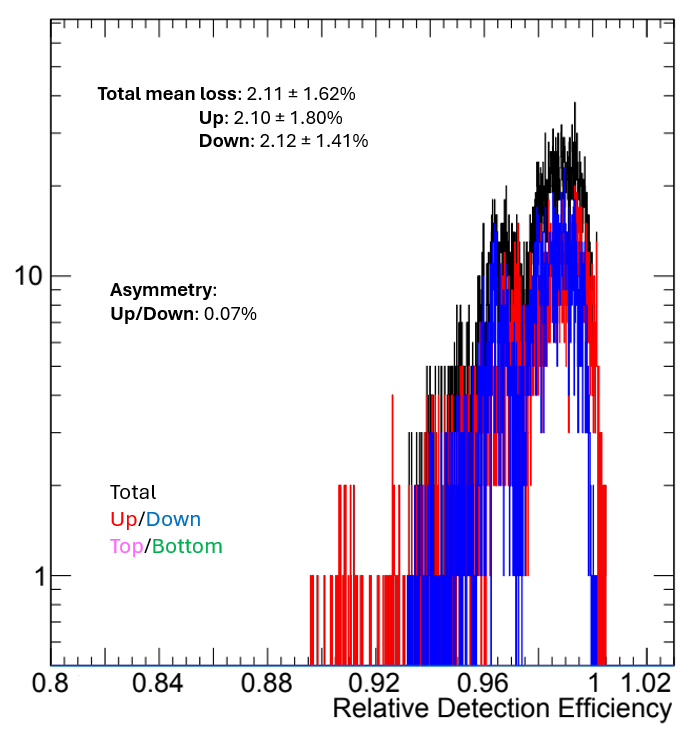 Total mean loss: 2.11 ± 1.62%
Up: 2.10 ± 1.80%
Down: 2.12 ± 1.41%
10
Asymmetry:
Up/Down: 0.07%
Total
Up/Down
Top/Bottom
1
0.8 0.84 0.88 0.92 0.96 1 1.02
Relative Detection Efficiency